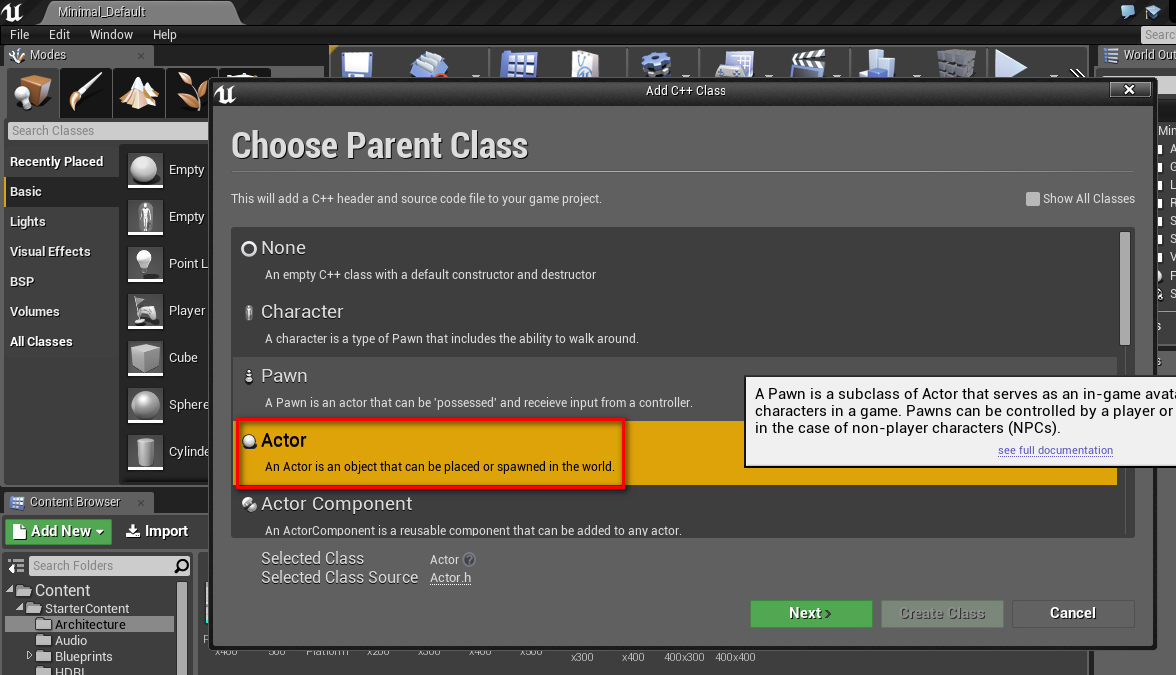 Minimal_Default
File Edit Window Help
Search
Modes
World Out
Search Classes
Recently Placed
Basic
Lights
Visual Effects
BSP
Volumes
All Classes
Empty
Empty
Point L
Player
Cube
Sphere
Cylinde
Add C++ Class
Choose Parent Class
This will add a C++ header and source code file to your game project.
Show All Classes
None
An empty C++ class with a default constructor and destructor
Character
A character is a type of Pawn that includes the ability to walk around.
Pawn
A Pawn is an actor that can be 'possessed' and receieve input from a controller.
Actor
An Actor is an object that can be placed or spawned in the world.
Actor Component
An ActorComponent is a reusable component that can be added to any actor.
A Pawn is a subclass of Actor that serves as an in-game avata
characters in a game. Pawns can be controlled by a player or
in the case of non-player characters (NPCs).
see full documentation
Selected Class Actor
Selected Class Source Actor.h
Next >
Create Class
Cancel
Content Browser
Add New
Import
Search Folders
Content
StarterContent
Architecture
Audio
Blueprints
HDRI
x400 500 Platform x200 x300 x400 x500 x300 x400 400x300 400x400
Min